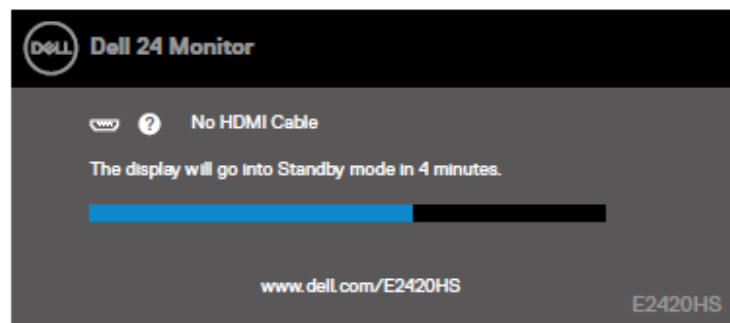 DELL Dell 24 Monitor
? No HDMI Cable
The display will go into Standby mode in 4 minutes.
www.dell.com/E2420HS
E2420HS